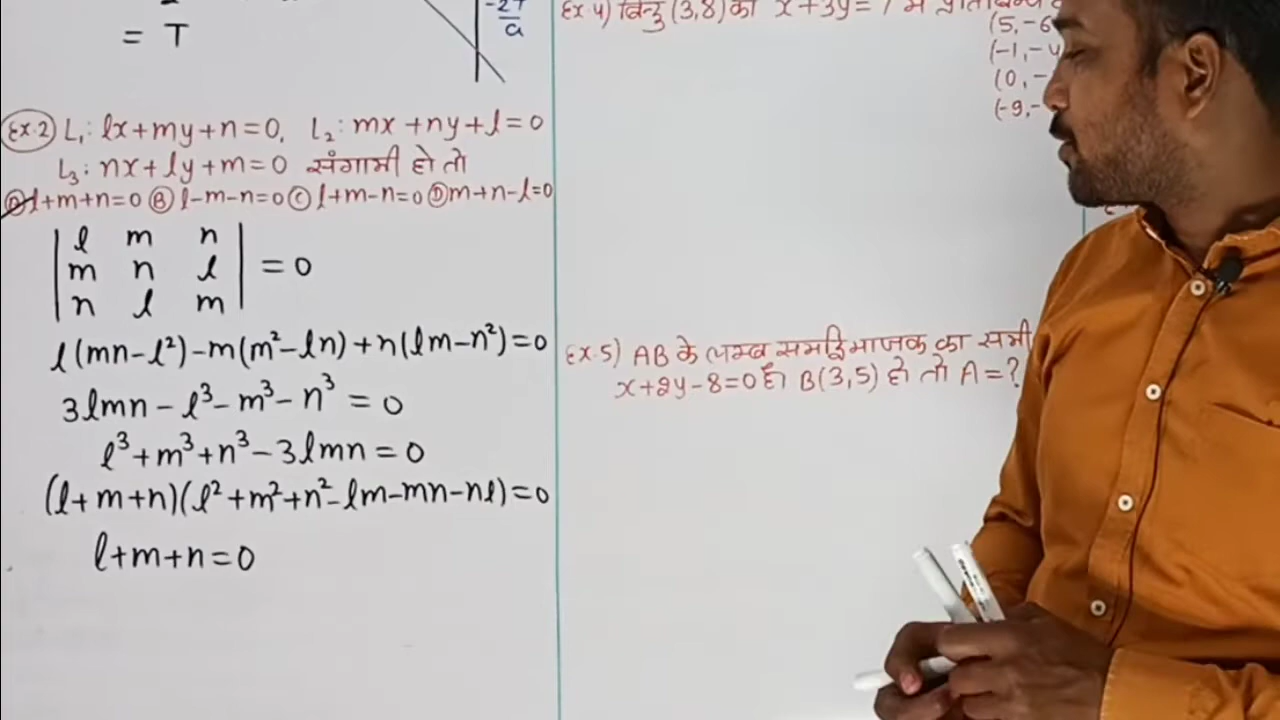 = T
-2T
a
Ex.2) L₁: lx+my+n=0, L₂: mx+ny+l=0
L₃: nx+ly+m=0 संगामी हो तो
Ⓐ l+m+n=0 Ⓑ l-m-n=0 Ⓒ l+m-n=0 Ⓓ m+n-l=0
| l m n |
| m n l | = 0
| n l m |
l(mn-l²)-m(m²-ln)+n(lm-n²)=0
3lmn - l³ - m³ - n³ = 0
l³+m³+n³-3lmn=0
(l+m+n)(l²+m²+n²-lm-mn-nl)=0
l+m+n=0
Ex.4) बिन्दु (3,8) का x+3y=7 में
(5,-6
(-1,-4
(0,-
(-9,-
Ex.5) AB के लम्ब समद्विभाजक का समी
x+2y-8=0 है। B(3,5) हो तो A=?